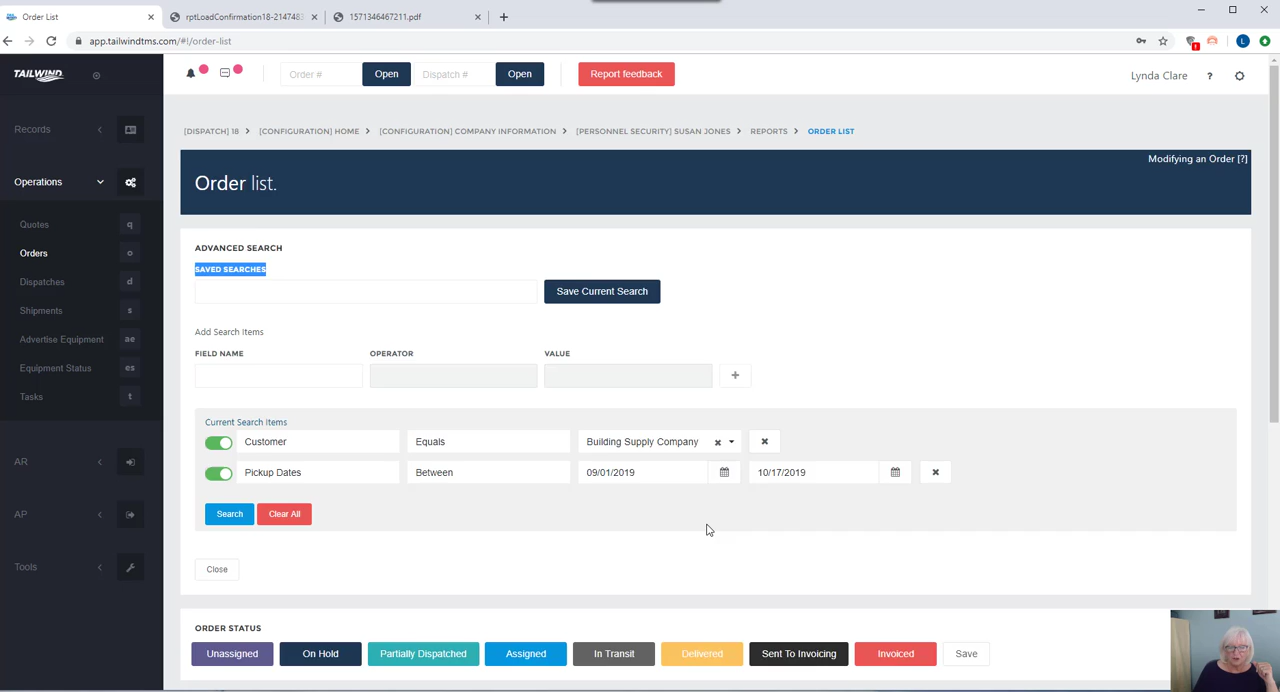 Order List
rptLoadConfirmation18-214748
1571346467211.pdf
app.tailwindtms.com/#!/order-list
L
TAILWIND
Order #
Open
Dispatch #
Open
Report feedback
Lynda Clare
?
Records
Operations
Quotes q
Orders o
Dispatches d
Shipments s
Advertise Equipment ae
Equipment Status es
Tasks t
AR
AP
Tools
[DISPATCH] 18 > [CONFIGURATION] HOME > [CONFIGURATION] COMPANY INFORMATION > [PERSONNEL SECURITY] SUSAN JONES > REPORTS > ORDER LIST
Modifying an Order [?]
Order list.
ADVANCED SEARCH
SAVED SEARCHES
Save Current Search
Add Search Items
FIELD NAME OPERATOR VALUE
+
Current Search Items
Customer Equals Building Supply Company
Pickup Dates Between 09/01/2019 10/17/2019
Search Clear All
Close
ORDER STATUS
Unassigned On Hold Partially Dispatched Assigned In Transit Delivered Sent To Invoicing Invoiced Save